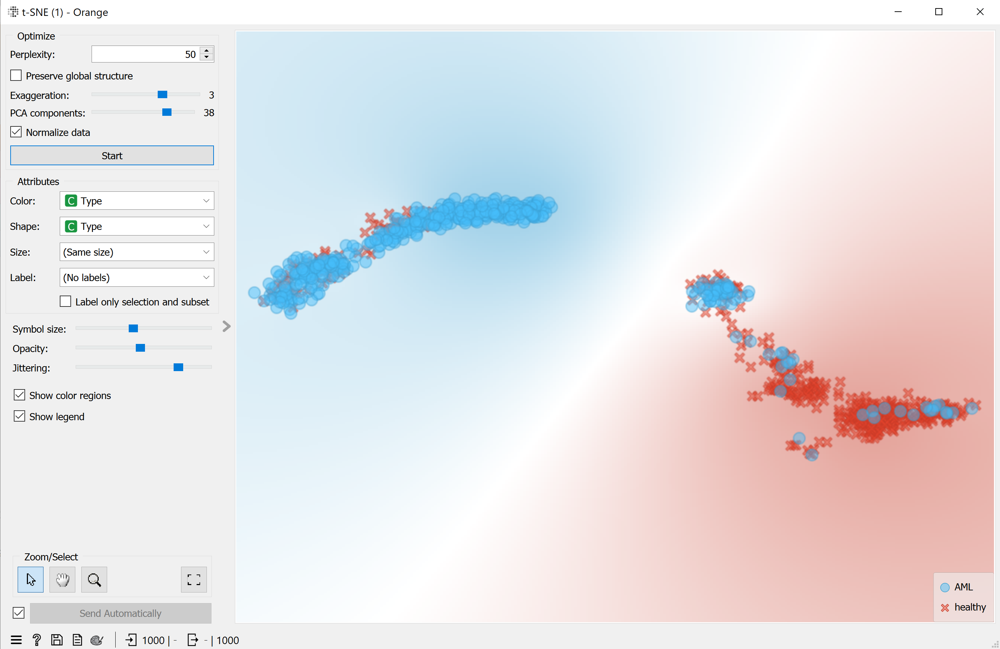 t-SNE (1) - Orange
Optimize
Perplexity: 50
Preserve global structure
Exaggeration: 3
PCA components: 38
Normalize data
Start
Attributes
Color: C Type
Shape: C Type
Size: (Same size)
Label: (No labels)
Label only selection and subset
Symbol size:
Opacity:
Jittering:
Show color regions
Show legend
Zoom/Select
Send Automatically
1000 | - - | 1000
AML
healthy